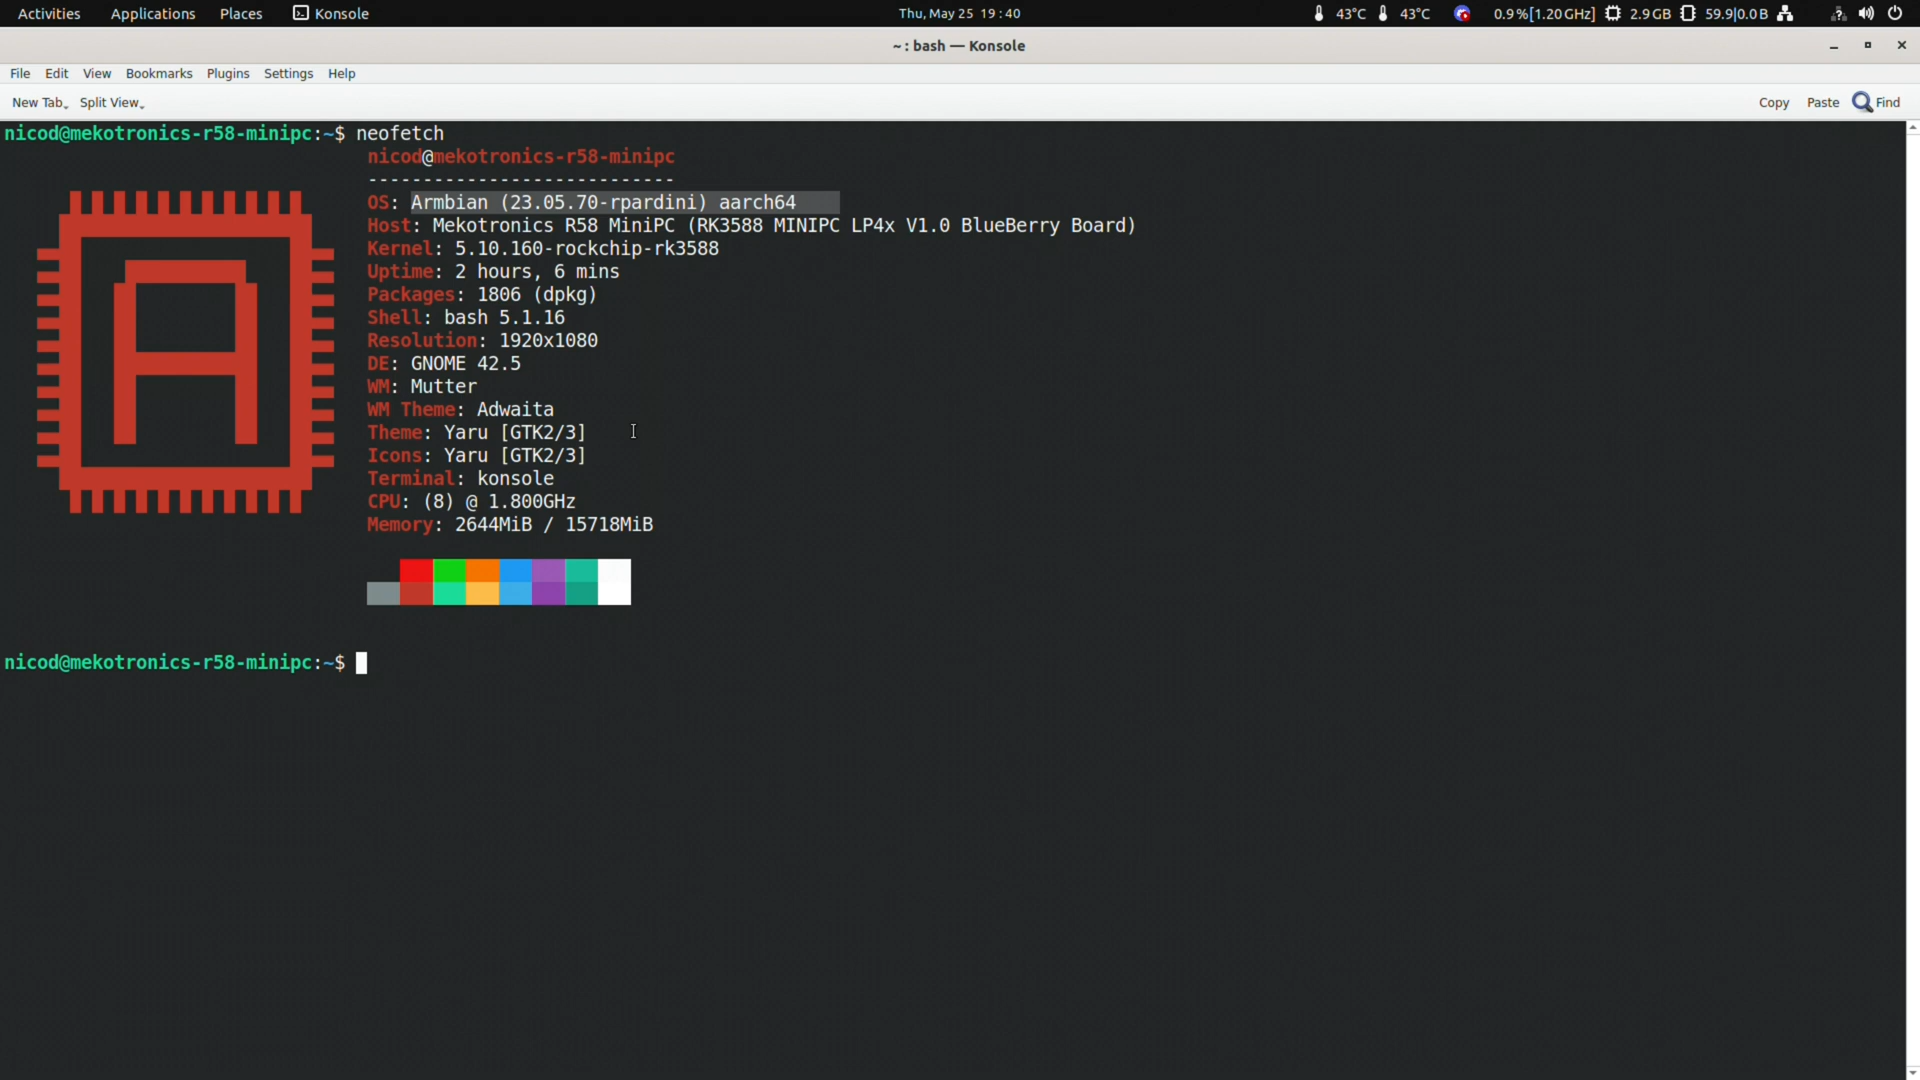 Activities Applications Places Konsole Thu, May 25 19:40 43°C 43°C 0.9%[1.20 GHz] 2.9 GB 59.9|0.0 B
~ : bash — Konsole
File Edit View Bookmarks Plugins Settings Help
New Tab Split View Copy Paste Find
nicod@mekotronics-r58-minipc:~$ neofetch
nicod@mekotronics-r58-minipc
----------------------------
OS: Armbian (23.05.70-rpardini) aarch64
Host: Mekotronics R58 MiniPC (RK3588 MINIPC LP4x V1.0 BlueBerry Board)
Kernel: 5.10.160-rockchip-rk3588
Uptime: 2 hours, 6 mins
Packages: 1806 (dpkg)
Shell: bash 5.1.16
Resolution: 1920x1080
DE: GNOME 42.5
WM: Mutter
WM Theme: Adwaita
Theme: Yaru [GTK2/3]
Icons: Yaru [GTK2/3]
Terminal: konsole
CPU: (8) @ 1.800GHz
Memory: 2644MiB / 15718MiB
nicod@mekotronics-r58-minipc:~$